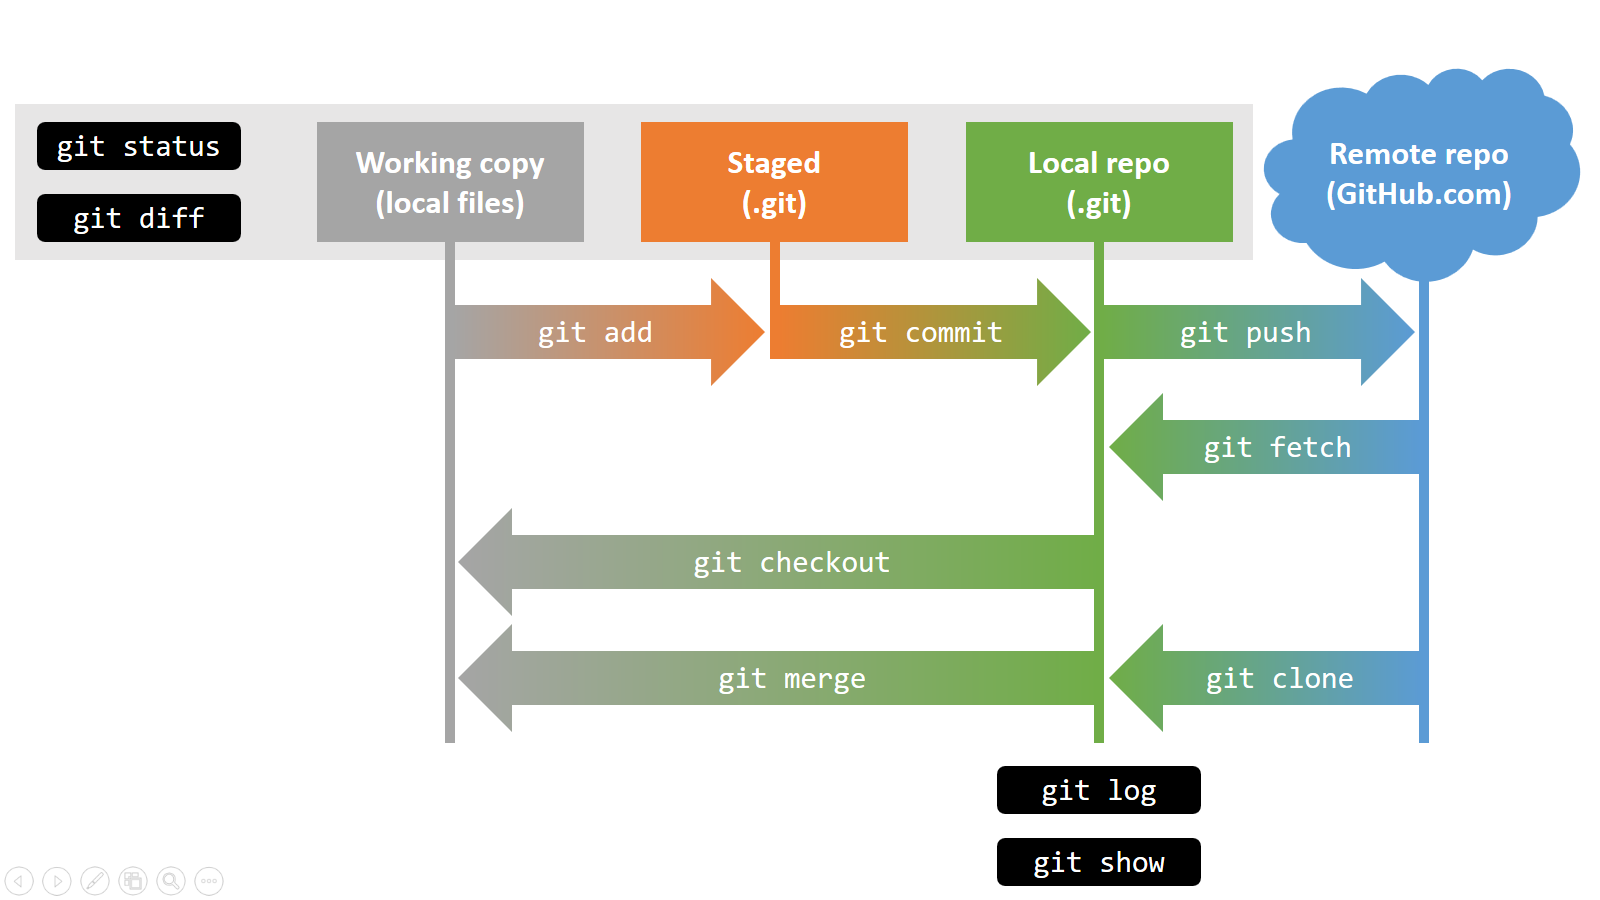 git status
git diff
Working copy
(local files)
Staged
(.git)
Local repo
(.git)
Remote repo
(GitHub.com)
git add
git commit
git push
git fetch
git checkout
git merge
git clone
git log
git show